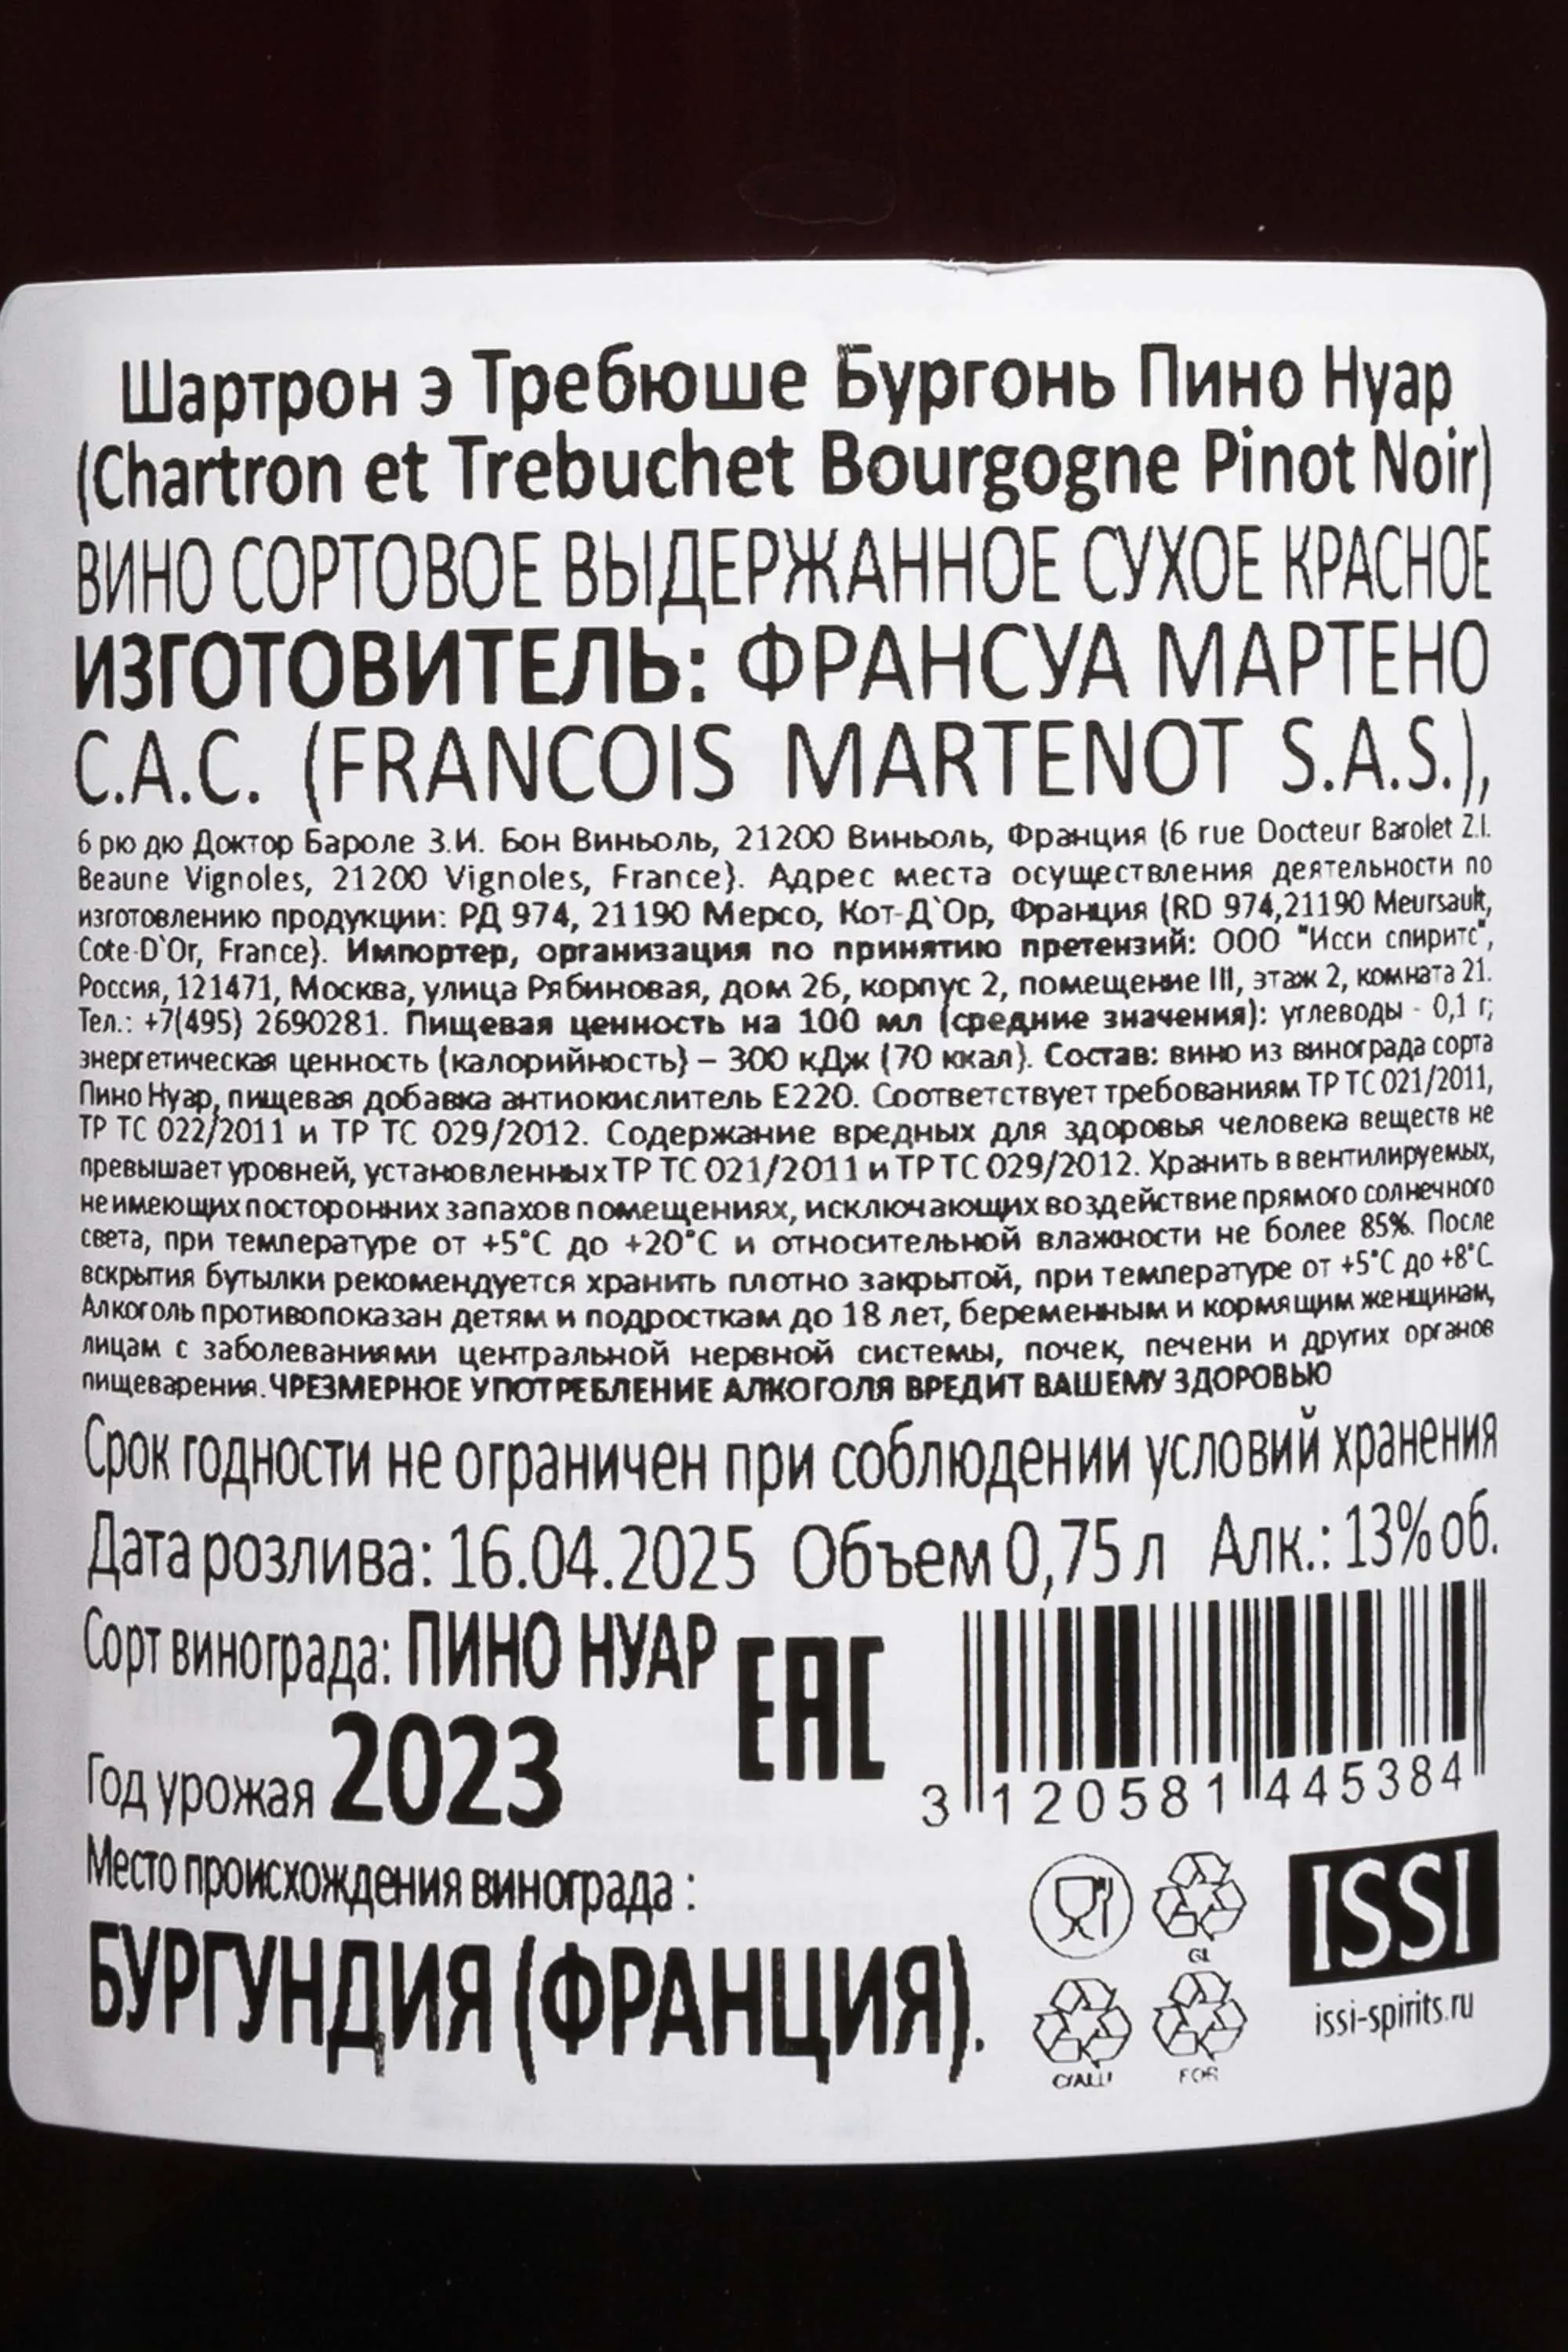 Шартрон э Требюше Бургонь Пино Нуар
(Chartron et Trebuchet Bourgogne Pinot Noir)
ВИНО СОРТОВОЕ ВЫДЕРЖАННОЕ СУХОЕ КРАСНОЕ
ИЗГОТОВИТЕЛЬ: ФРАНСУА МАРТЕНО
С.А.С. (FRANCOIS MARTENOT S.A.S.),
6 рю дю Доктор Бароле З.И. Бон Виньоль, 21200 Виньоль, Франция (6 rue Docteur Barolet Z.I.
Beaune Vignoles, 21200 Vignoles, France). Адрес места осуществления деятельности по
изготовлению продукции: РД 974, 21190 Мерсо, Кот-Д`Ор, Франция (RD 974,21190 Meursault,
Cote-D`Or, France). Импортер, организация по принятию претензий: ООО "Исси спиритс",
Россия, 121471, Москва, улица Рябиновая, дом 26, корпус 2, помещение III, этаж 2, комната 21.
Тел.: +7(495) 2690281. Пищевая ценность на 100 мл (средние значения): углеводы - 0,1 г;
энергетическая ценность (калорийность) – 300 кДж (70 ккал). Состав: вино из винограда сорта
Пино Нуар, пищевая добавка антиокислитель Е220. Соответствует требованиям ТР ТС 021/2011,
ТР ТС 022/2011 и ТР ТС 029/2012. Содержание вредных для здоровья человека веществ не
превышает уровней, установленных ТР ТС 021/2011 и ТР ТС 029/2012. Хранить в вентилируемых,
не имеющих посторонних запахов помещениях, исключающих воздействие прямого солнечного
света, при температуре от +5°С до +20°С и относительной влажности не более 85%. После
вскрытия бутылки рекомендуется хранить плотно закрытой, при температуре от +5°С до +8°С.
Алкоголь противопоказан детям и подросткам до 18 лет, беременным и кормящим женщинам,
лицам с заболеваниями центральной нервной системы, почек, печени и других органов
пищеварения. ЧРЕЗМЕРНОЕ УПОТРЕБЛЕНИЕ АЛКОГОЛЯ ВРЕДИТ ВАШЕМУ ЗДОРОВЬЮ
Срок годности не ограничен при соблюдении условий хранения
Дата розлива: 16.04.2025 Объем 0,75 л Алк.: 13% об.
Сорт винограда: ПИНО НУАР
EAC
Год урожая 2023
3 120581 445384
Место происхождения винограда :
БУРГУНДИЯ (ФРАНЦИЯ).
GL
C/ALU
FOR
ISSI
issi-spirits.ru